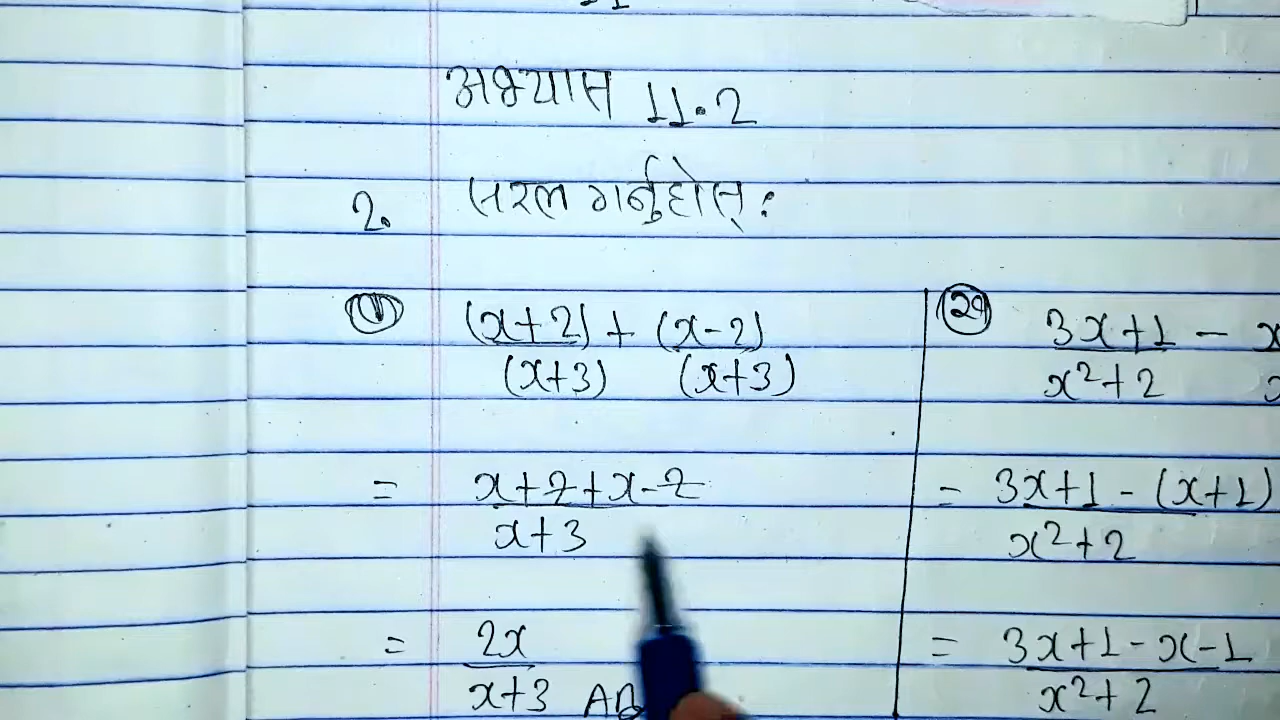 अभ्यास 11.2
2. सरल गर्नुहोस् :
(x+2) + (x-2)
(x+3) (x+3)
= x+2+x-2
x+3
= 2x
x+3
3x+1 -
x²+2
= 3x+1 - (x+1)
x²+2
= 3x+1-x-1
x²+2